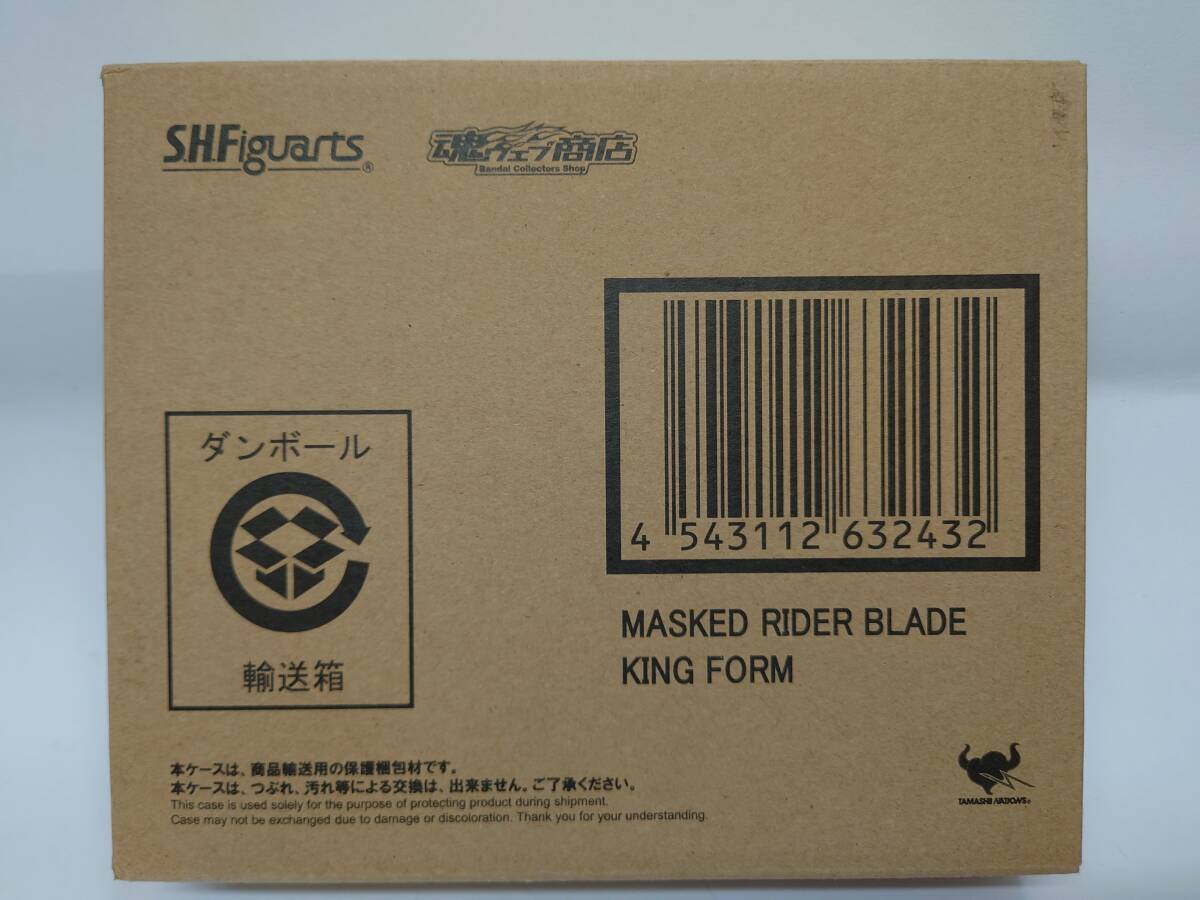 S.H.Figuarts®
魂ウェブ商店
Bandai Collectors Shop
4 543112 632432
ダンボール
輸送箱
MASKED RIDER BLADE
KING FORM
本ケースは、商品輸送用の保護梱包材です。
本ケースは、つぶれ、汚れ等による交換は、出来ません。ご了承ください。
This case is used solely for the purpose of protecting product during shipment.
Case may not be exchanged due to damage or discoloration. Thank you for your understanding.
TAMASHII NATIONS®